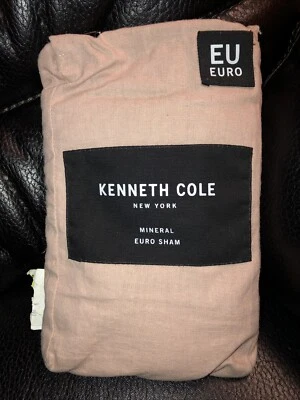 EU
EURO
KENNETH COLE
NEW YORK
MINERAL
EURO SHAM